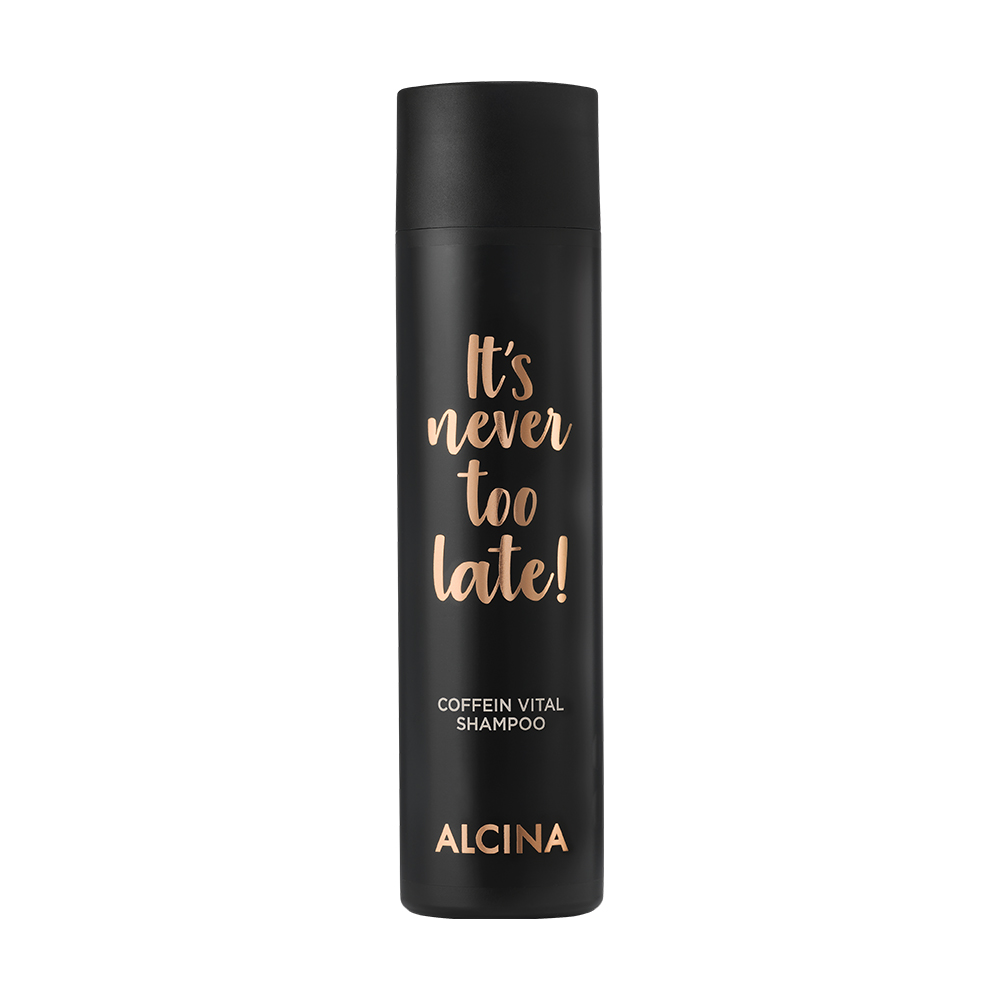 It's
never
too
late!
COFFEIN VITAL
SHAMPOO
ALCINA